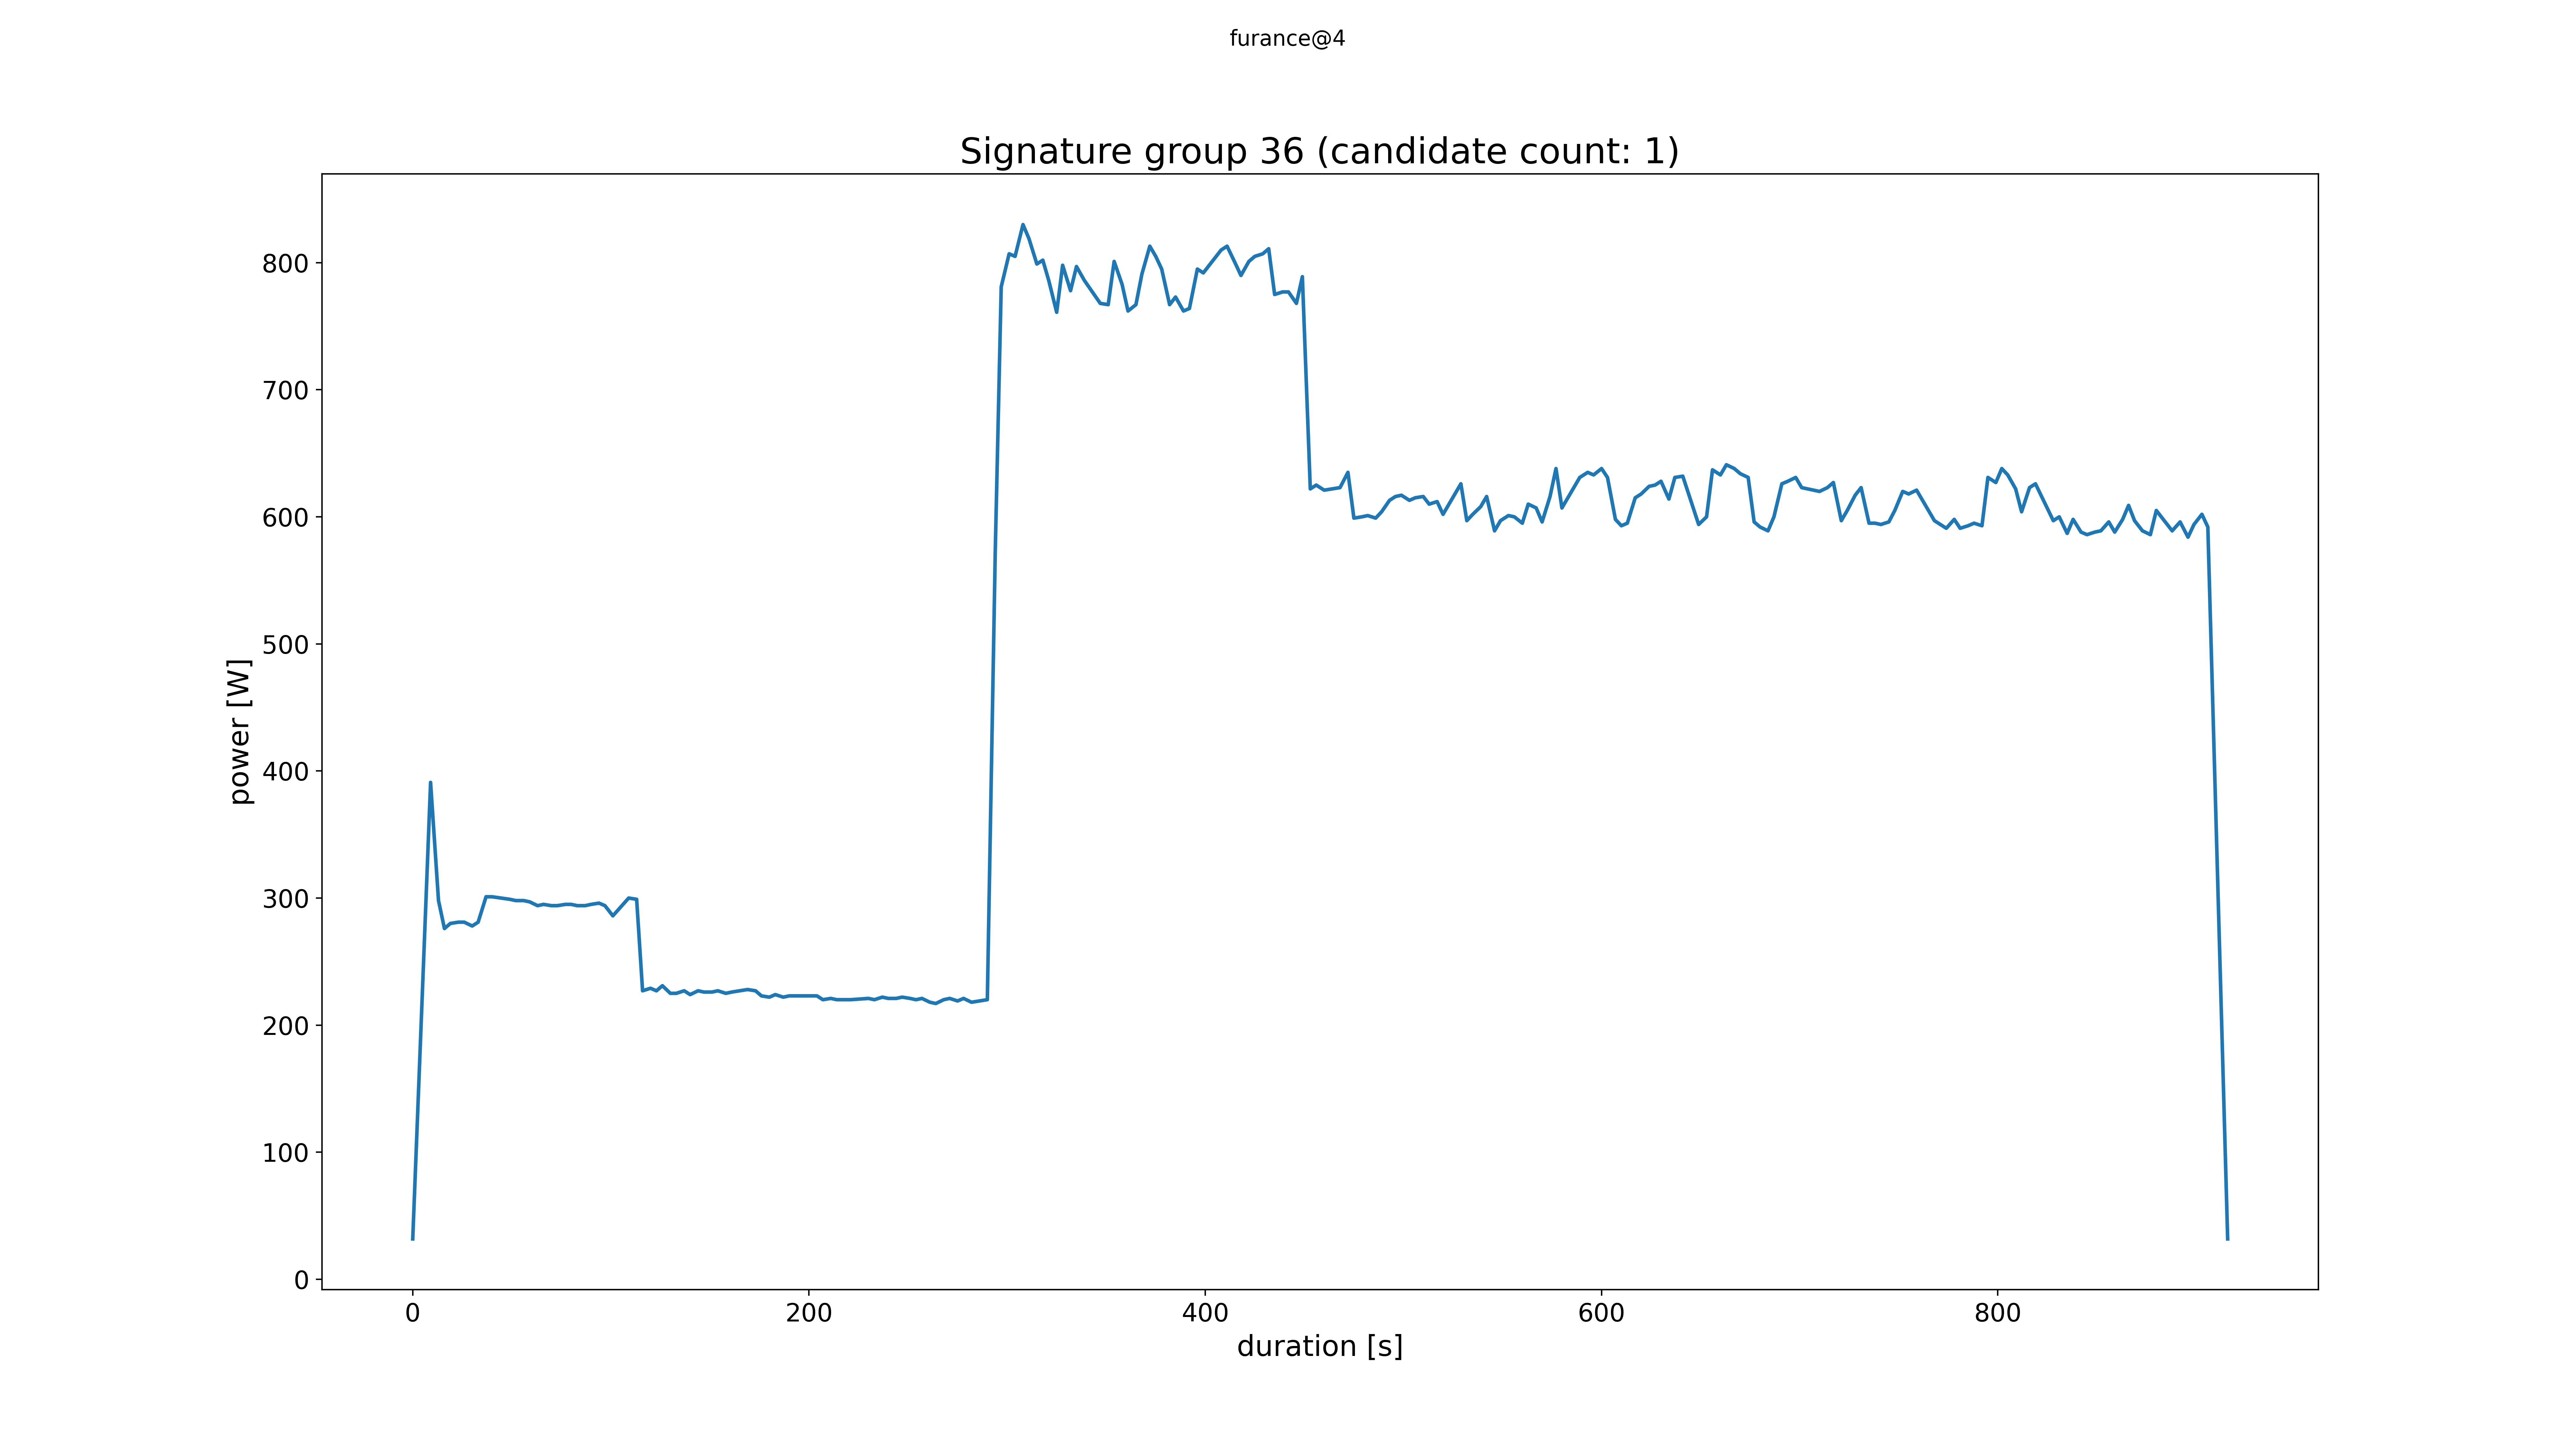 furance@4
Signature group 36 (candidate count: 1)
800
700
600
500
400
300
200
100
0
power [W]
0 200 400 600 800
duration [s]